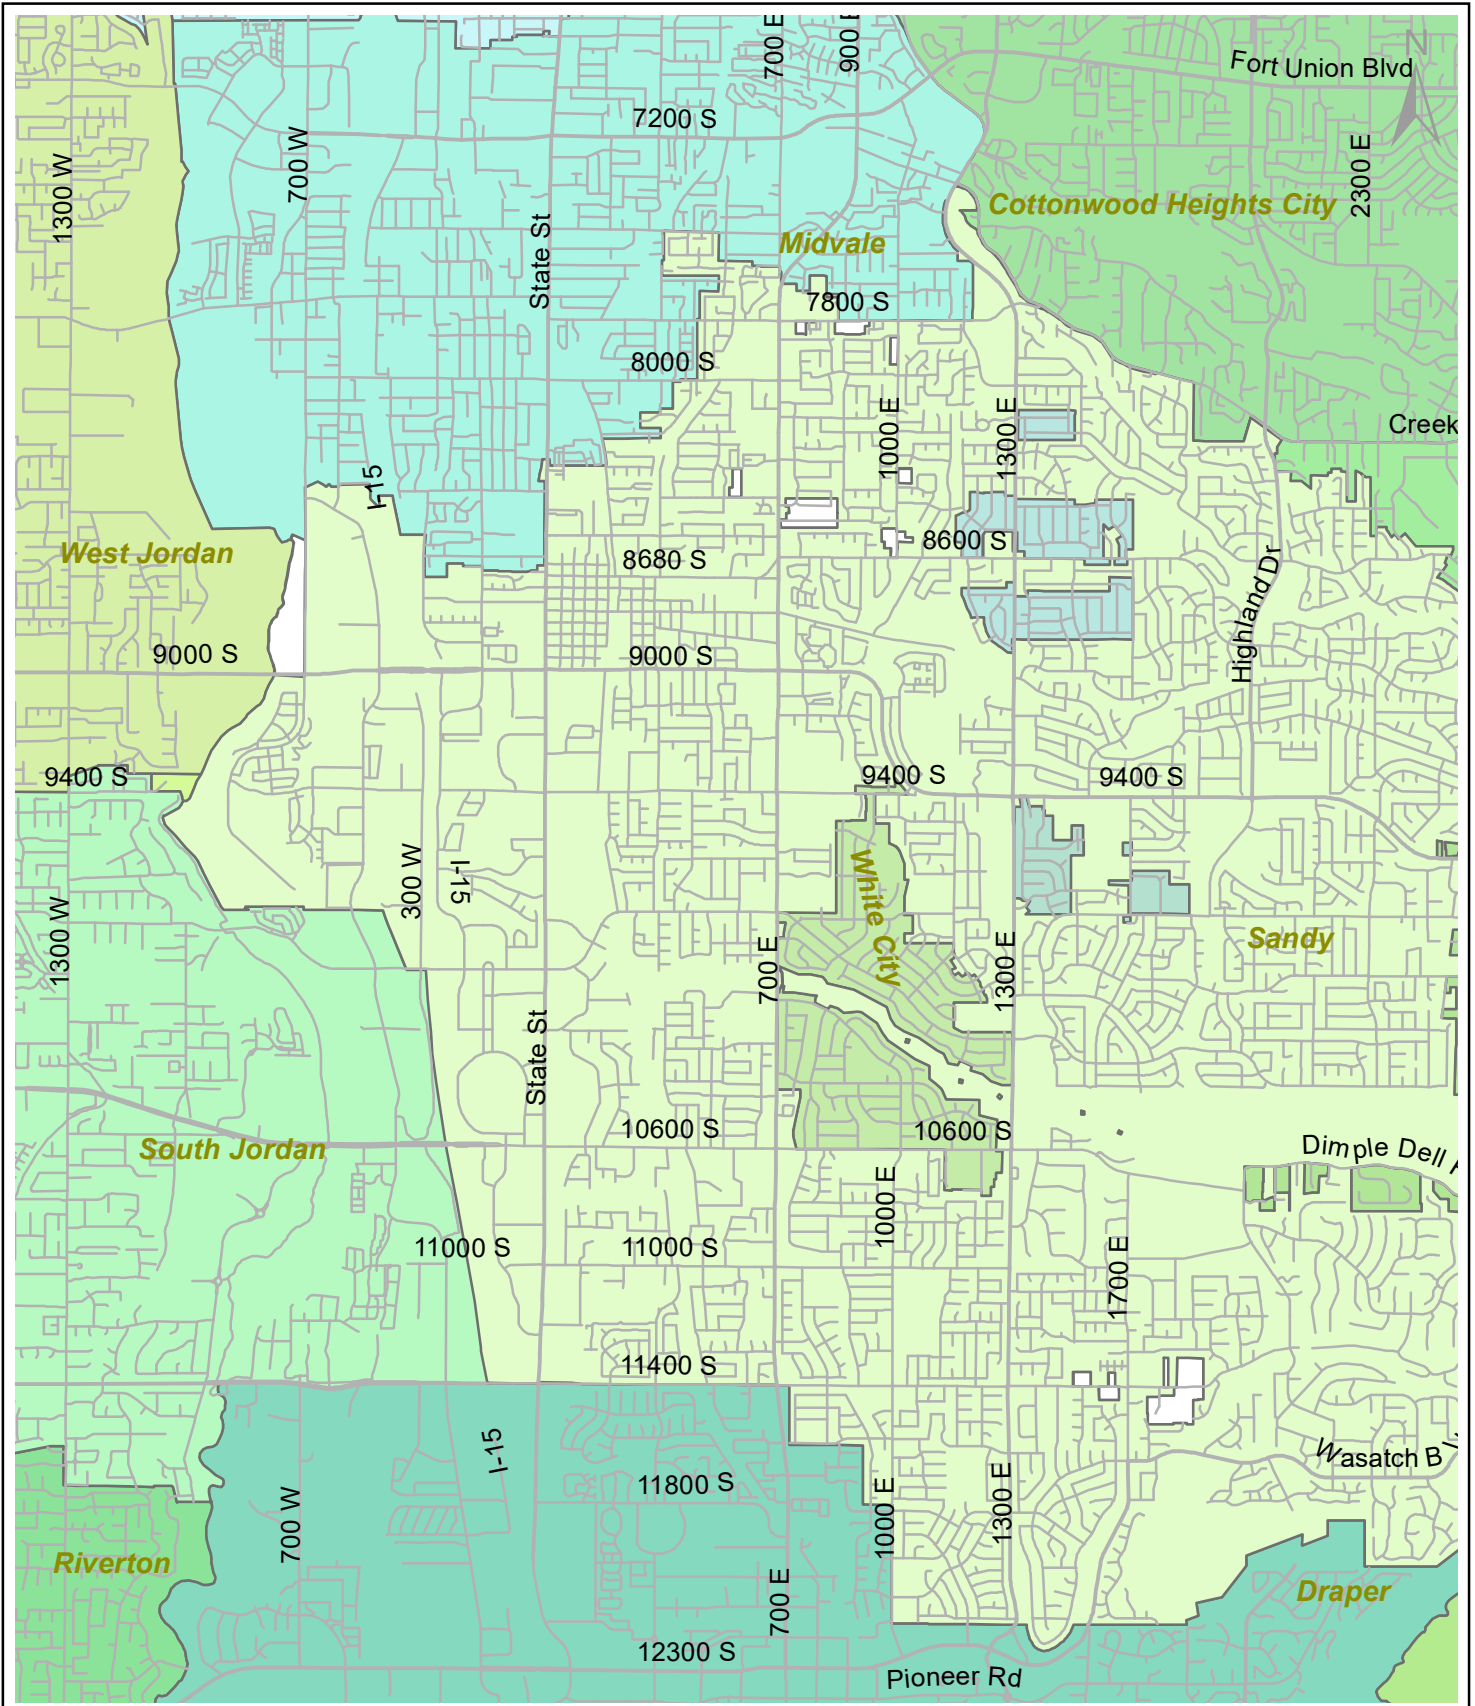 700 E
900 E
N
Fort Union Blvd
7200 S
700 W
1300 W
2300 E
Cottonwood Heights City
State St
Midvale
7800 S
8000 S
1000 E
1300 E
Creek
I-15
West Jordan
8600 S
8680 S
Highland Dr
9000 S
9000 S
9400 S
9400 S
9400 S
300 W
I-15
White City
1300 W
Sandy
700 E
1300 E
State St
10600 S
10600 S
South Jordan
Dimple Dell
1000 E
11000 S
11000 S
1700 E
11400 S
I-15
Wasatch B
11800 S
700 W
1000 E
1300 E
Riverton
700 E
Draper
12300 S
Pioneer Rd